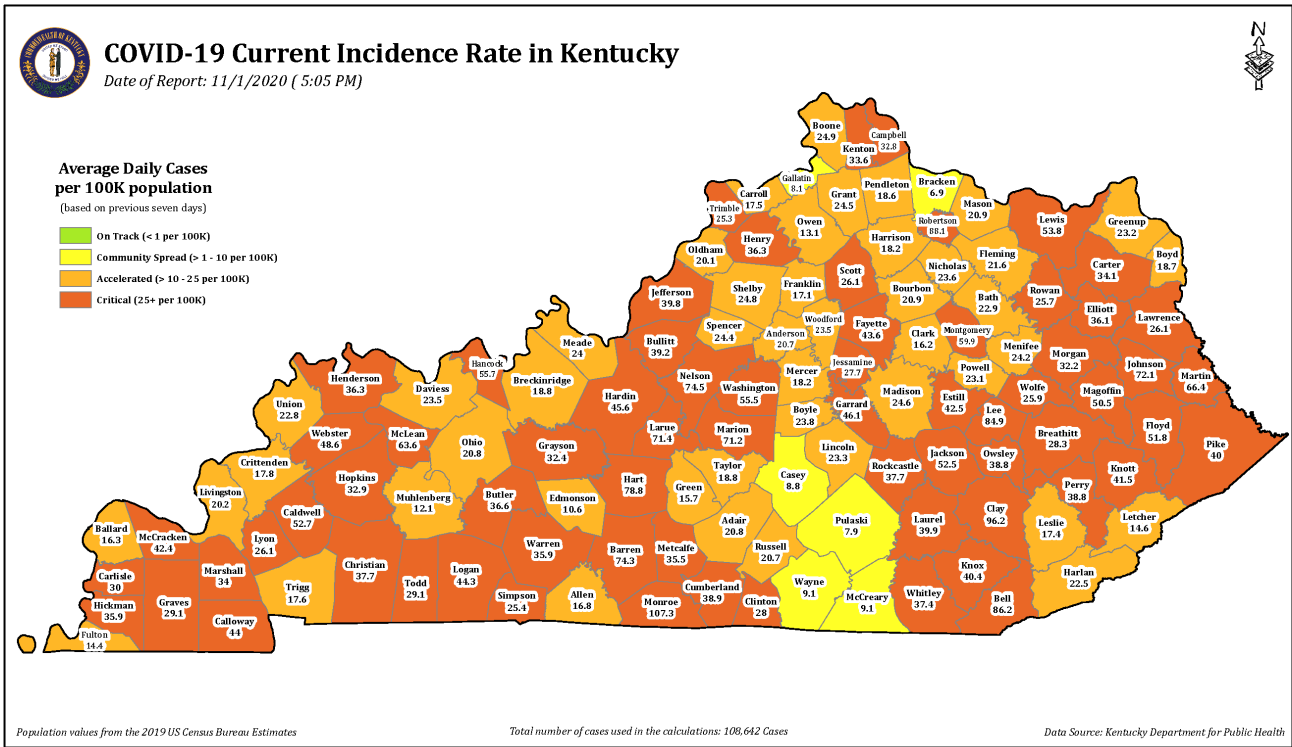 COVID-19 Current Incidence Rate in Kentucky
Date of Report: 11/1/2020 ( 5:05 PM)
N
Average Daily Cases
per 100K population
(based on previous seven days)
On Track (< 1 per 100K)
Community Spread (> 1 - 10 per 100K)
Accelerated (> 10 - 25 per 100K)
Critical (25+ per 100K)
Boone
24.9
Campbell
32.8
Kenton
33.6
Gallatin
8.1
Carroll
17.5
Grant
24.5
Pendleton
18.6
Bracken
6.9
Mason
20.9
Trimble
25.3
Owen
13.1
Robertson
88.1
Lewis
53.8
Greenup
23.2
Henry
36.3
Harrison
18.2
Oldham
20.1
Fleming
21.6
Boyd
18.7
Carter
34.1
Nicholas
23.6
Scott
26.1
Jefferson
39.8
Shelby
24.8
Franklin
17.1
Bourbon
20.9
Bath
22.9
Rowan
25.7
Elliott
36.1
Lawrence
26.1
Spencer
24.4
Anderson
20.7
Woodford
23.5
Fayette
43.6
Clark
16.2
Montgomery
59.9
Menifee
24.2
Morgan
32.2
Johnson
72.1
Martin
66.4
Bullitt
39.2
Meade
24
Hancock
55.7
Henderson
36.3
Daviess
23.5
Breckinridge
18.8
Nelson
74.5
Washington
55.5
Mercer
18.2
Jessamine
27.7
Powell
23.1
Wolfe
25.9
Magoffin
50.5
Hardin
45.6
Madison
24.6
Estill
42.5
Lee
84.9
Union
22.8
Boyle
23.8
Garrard
46.1
Floyd
51.8
Pike
40
Larue
71.4
Marion
71.2
Breathitt
28.3
Webster
48.6
McLean
63.6
Ohio
20.8
Grayson
32.4
Lincoln
23.3
Jackson
52.5
Owsley
38.8
Knott
41.5
Crittenden
17.8
Hopkins
32.9
Rockcastle
37.7
Taylor
18.8
Casey
8.8
Hart
78.8
Green
15.7
Perry
38.8
Livingston
20.2
Muhlenberg
12.1
Butler
36.6
Edmonson
10.6
Caldwell
52.7
Clay
96.2
Letcher
14.6
Leslie
17.4
Laurel
39.9
Pulaski
7.9
Adair
20.8
Ballard
16.3
McCracken
42.4
Lyon
26.1
Warren
35.9
Barren
74.3
Metcalfe
35.5
Russell
20.7
Marshall
34
Christian
37.7
Logan
44.3
Knox
40.4
Harlan
22.5
Carlisle
30
Trigg
17.6
Todd
29.1
Simpson
25.4
Allen
16.8
Monroe
107.3
Cumberland
38.9
Clinton
28
Wayne
9.1
McCreary
9.1
Whitley
37.4
Bell
86.2
Hickman
35.9
Graves
29.1
Calloway
44
Fulton
14.4
Population values from the 2019 US Census Bureau Estimates
Total number of cases used in the calculations: 108,642 Cases
Data Source: Kentucky Department for Public Health